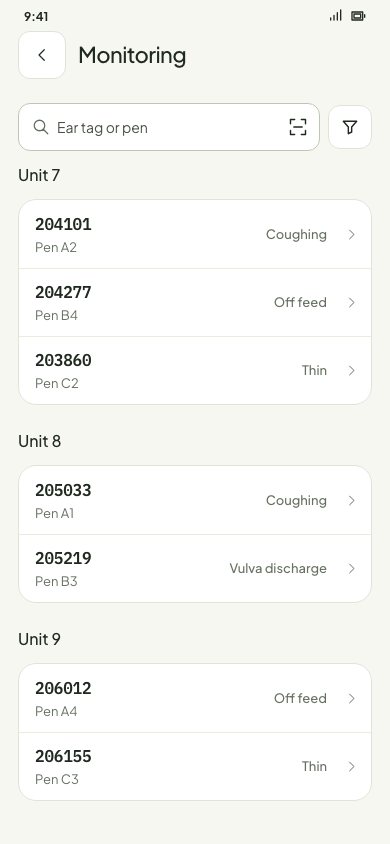 9:41
Monitoring
Ear tag or pen
Unit 7
204101
Pen A2
Coughing
204277
Pen B4
Off feed
203860
Pen C2
Thin
Unit 8
205033
Pen A1
Coughing
205219
Pen B3
Vulva discharge
Unit 9
206012
Pen A4
Off feed
206155
Pen C3
Thin